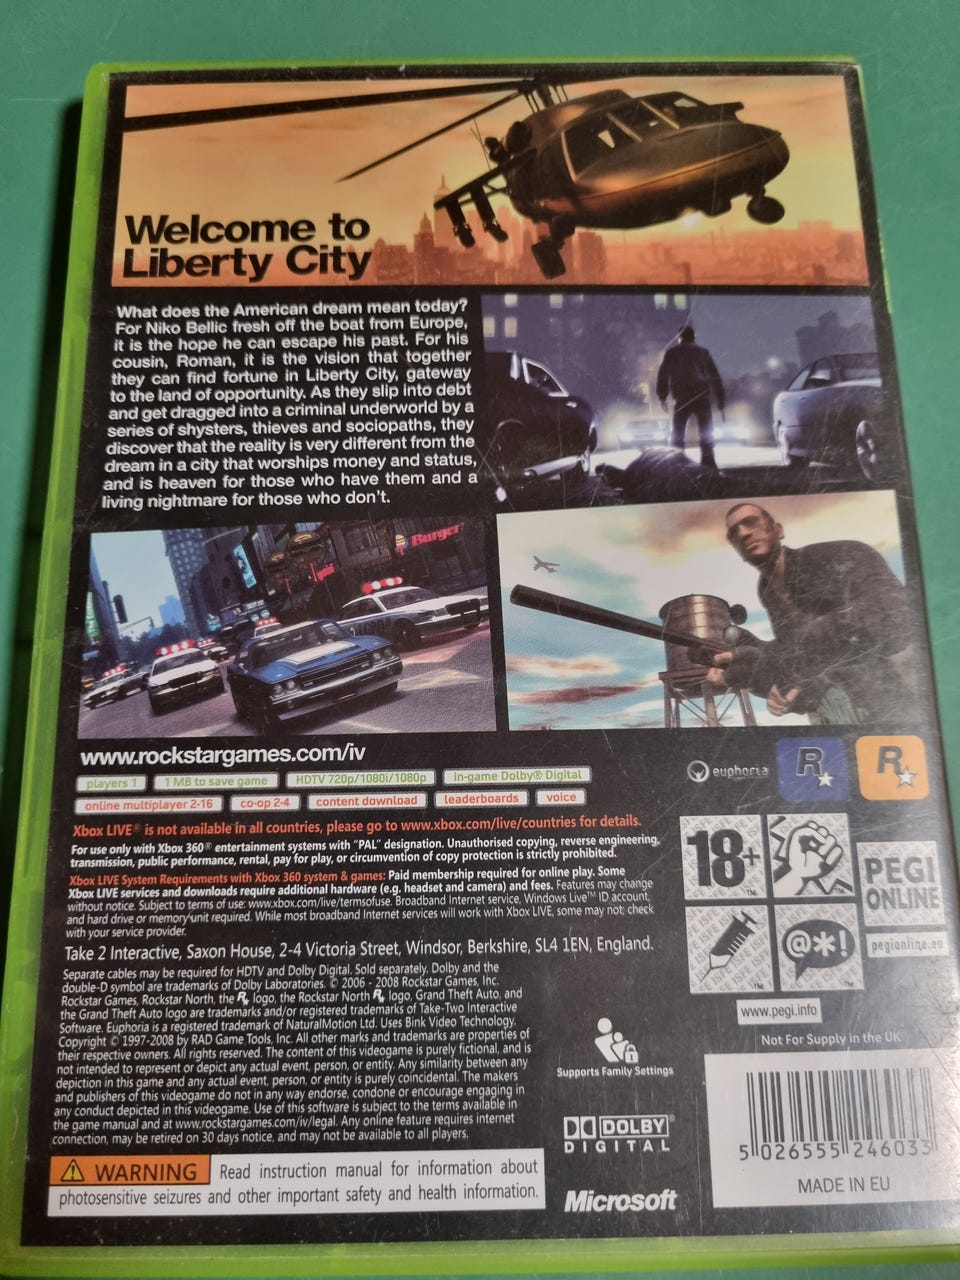 Welcome to
Liberty City
What does the American dream mean today?
For Niko Bellic fresh off the boat from Europe,
it is the hope he can escape his past. For his
cousin, Roman, it is the vision that together
they can find fortune in Liberty City, gateway
to the land of opportunity. As they slip into debt
and get dragged into a criminal underworld by a
series of shysters, thieves and sociopaths, they
discover that the reality is very different from the
dream in a city that worships money and status,
and is heaven for those who have them and a
living nightmare for those who don't.
Burger
www.rockstargames.com/iv
players 1
1 MB to save game
HDTV 720p/1080i/1080p
in-game Dolby® Digital
online multiplayer 2-16
co-op 2-4
content download
leaderboards
voice
euphoria
R
R
Xbox LIVE® is not available in all countries, please go to www.xbox.com/live/countries for details.
For use only with Xbox 360® entertainment systems with "PAL" designation. Unauthorised copying, reverse engineering,
transmission, public performance, rental, pay for play, or circumvention of copy protection is strictly prohibited.
Xbox LIVE System Requirements with Xbox 360 system & games: Paid membership required for online play. Some
Xbox LIVE services and downloads require additional hardware (e.g. headset and camera) and fees. Features may change
without notice. Subject to terms of use: www.xbox.com/live/termsofuse. Broadband Internet service, Windows Live™ ID account,
and hard drive or memory unit required. While most broadband Internet services will work with Xbox LIVE, some may not: check
with your service provider.
18+
@*!
PEGI
ONLINE
pegionline.eu
www.pegi.info
Take 2 Interactive, Saxon House, 2-4 Victoria Street, Windsor, Berkshire, SL4 1EN, England.
Separate cables may be required for HDTV and Dolby Digital. Sold separately. Dolby and the
double-D symbol are trademarks of Dolby Laboratories. © 2006 - 2008 Rockstar Games, Inc.
Rockstar Games, Rockstar North, the R logo, the Rockstar North R logo, Grand Theft Auto, and
the Grand Theft Auto logo are trademarks and/or registered trademarks of Take-Two Interactive
Software. Euphoria is a registered trademark of NaturalMotion Ltd. Uses Bink Video Technology.
Copyright © 1997-2008 by RAD Game Tools, Inc. All other marks and trademarks are properties of
their respective owners. All rights reserved. The content of this videogame is purely fictional, and is
not intended to represent or depict any actual event, person, or entity. Any similarity between any
depiction in this game and any actual event, person, or entity is purely coincidental. The makers
and publishers of this videogame do not in any way endorse, condone or encourage engaging in
any conduct depicted in this videogame. Use of this software is subject to the terms available in
the game manual and at www.rockstargames.com/iv/legal. Any online feature requires internet
connection, may be retired on 30 days notice, and may not be available to all players.
Supports Family Settings
Not For Supply in the UK
DOLBY®
DIGITAL
5 026555 246033
MADE IN EU
WARNING Read instruction manual for information about
photosensitive seizures and other important safety and health information.
Microsoft